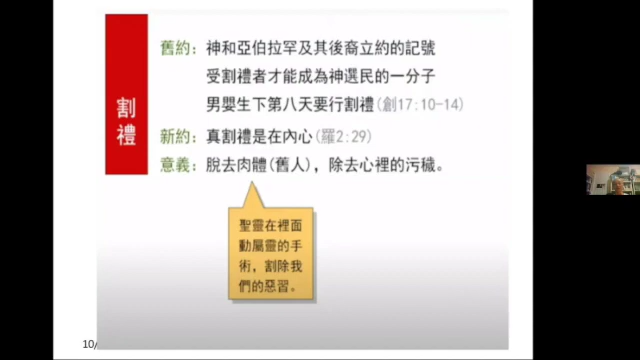 割禮
舊約：神和亞伯拉罕及其後裔立約的記號
受割禮者才能成為神選民的一分子
男嬰生下第八天要行割禮(創17:10-14)
新約：真割禮是在內心(羅2:29)
意義：脫去肉體(舊人)，除去心裡的污穢。
聖靈在裡面
動屬靈的手
術，割除我
們的惡習。
10/